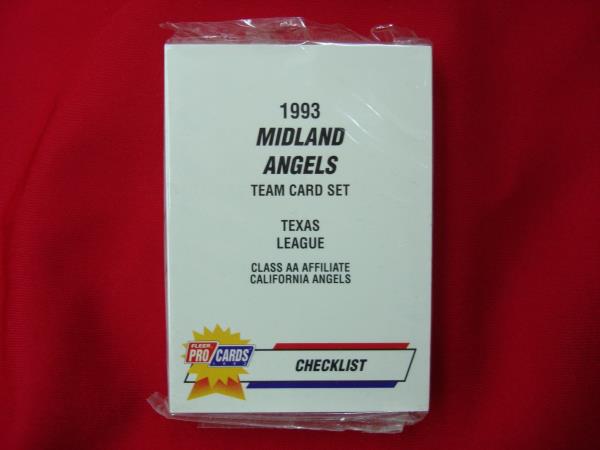 1993
MIDLAND
ANGELS
TEAM CARD SET
TEXAS
LEAGUE
CLASS AA AFFILIATE
CALIFORNIA ANGELS
FLEER
PRO CARDS
CHECKLIST